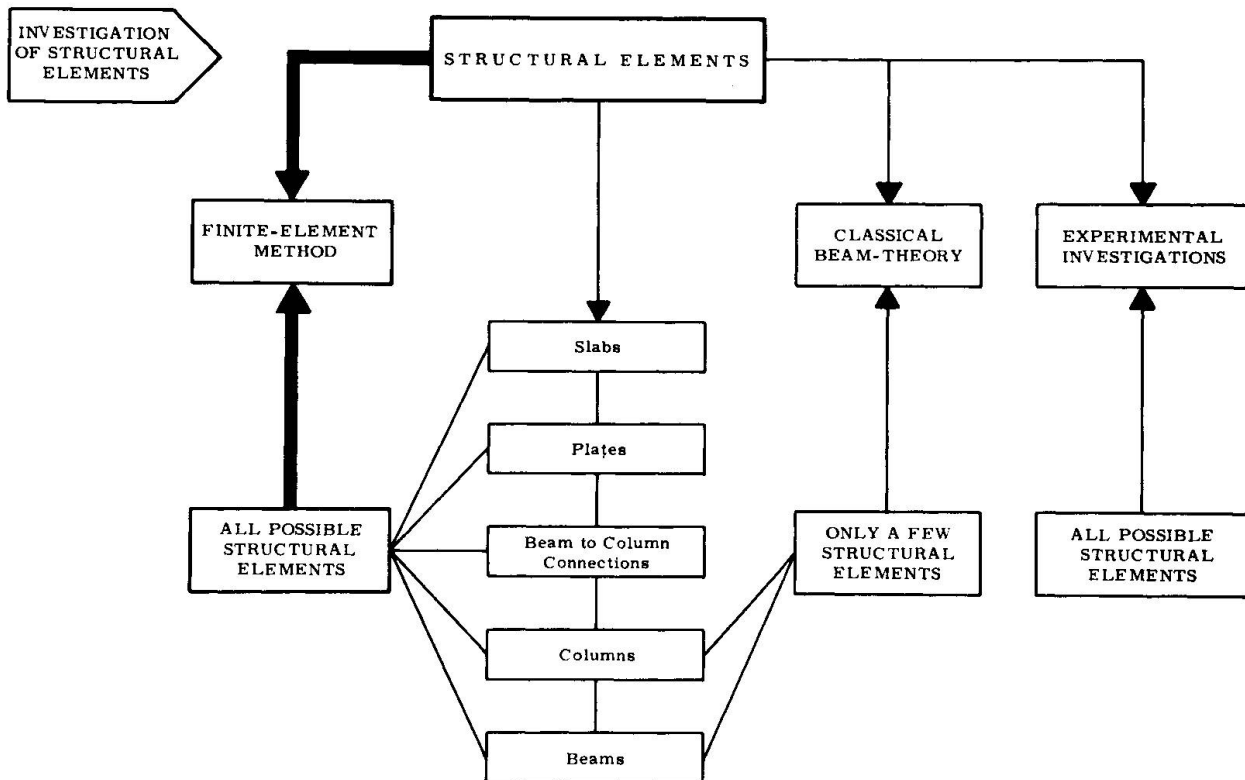 INVESTIGATION
OF STRUCTURAL
ELEMENTS
STRUCTURAL ELEMENTS
FINITE-ELEMENT
METHOD
CLASSICAL
BEAM-THEORY
EXPERIMENTAL
INVESTIGATIONS
Slabs
Plates
ALL POSSIBLE
STRUCTURAL
ELEMENTS
Beam to Column
Connections
ONLY A FEW
STRUCTURAL
ELEMENTS
ALL POSSIBLE
STRUCTURAL
ELEMENTS
Columns
Beams